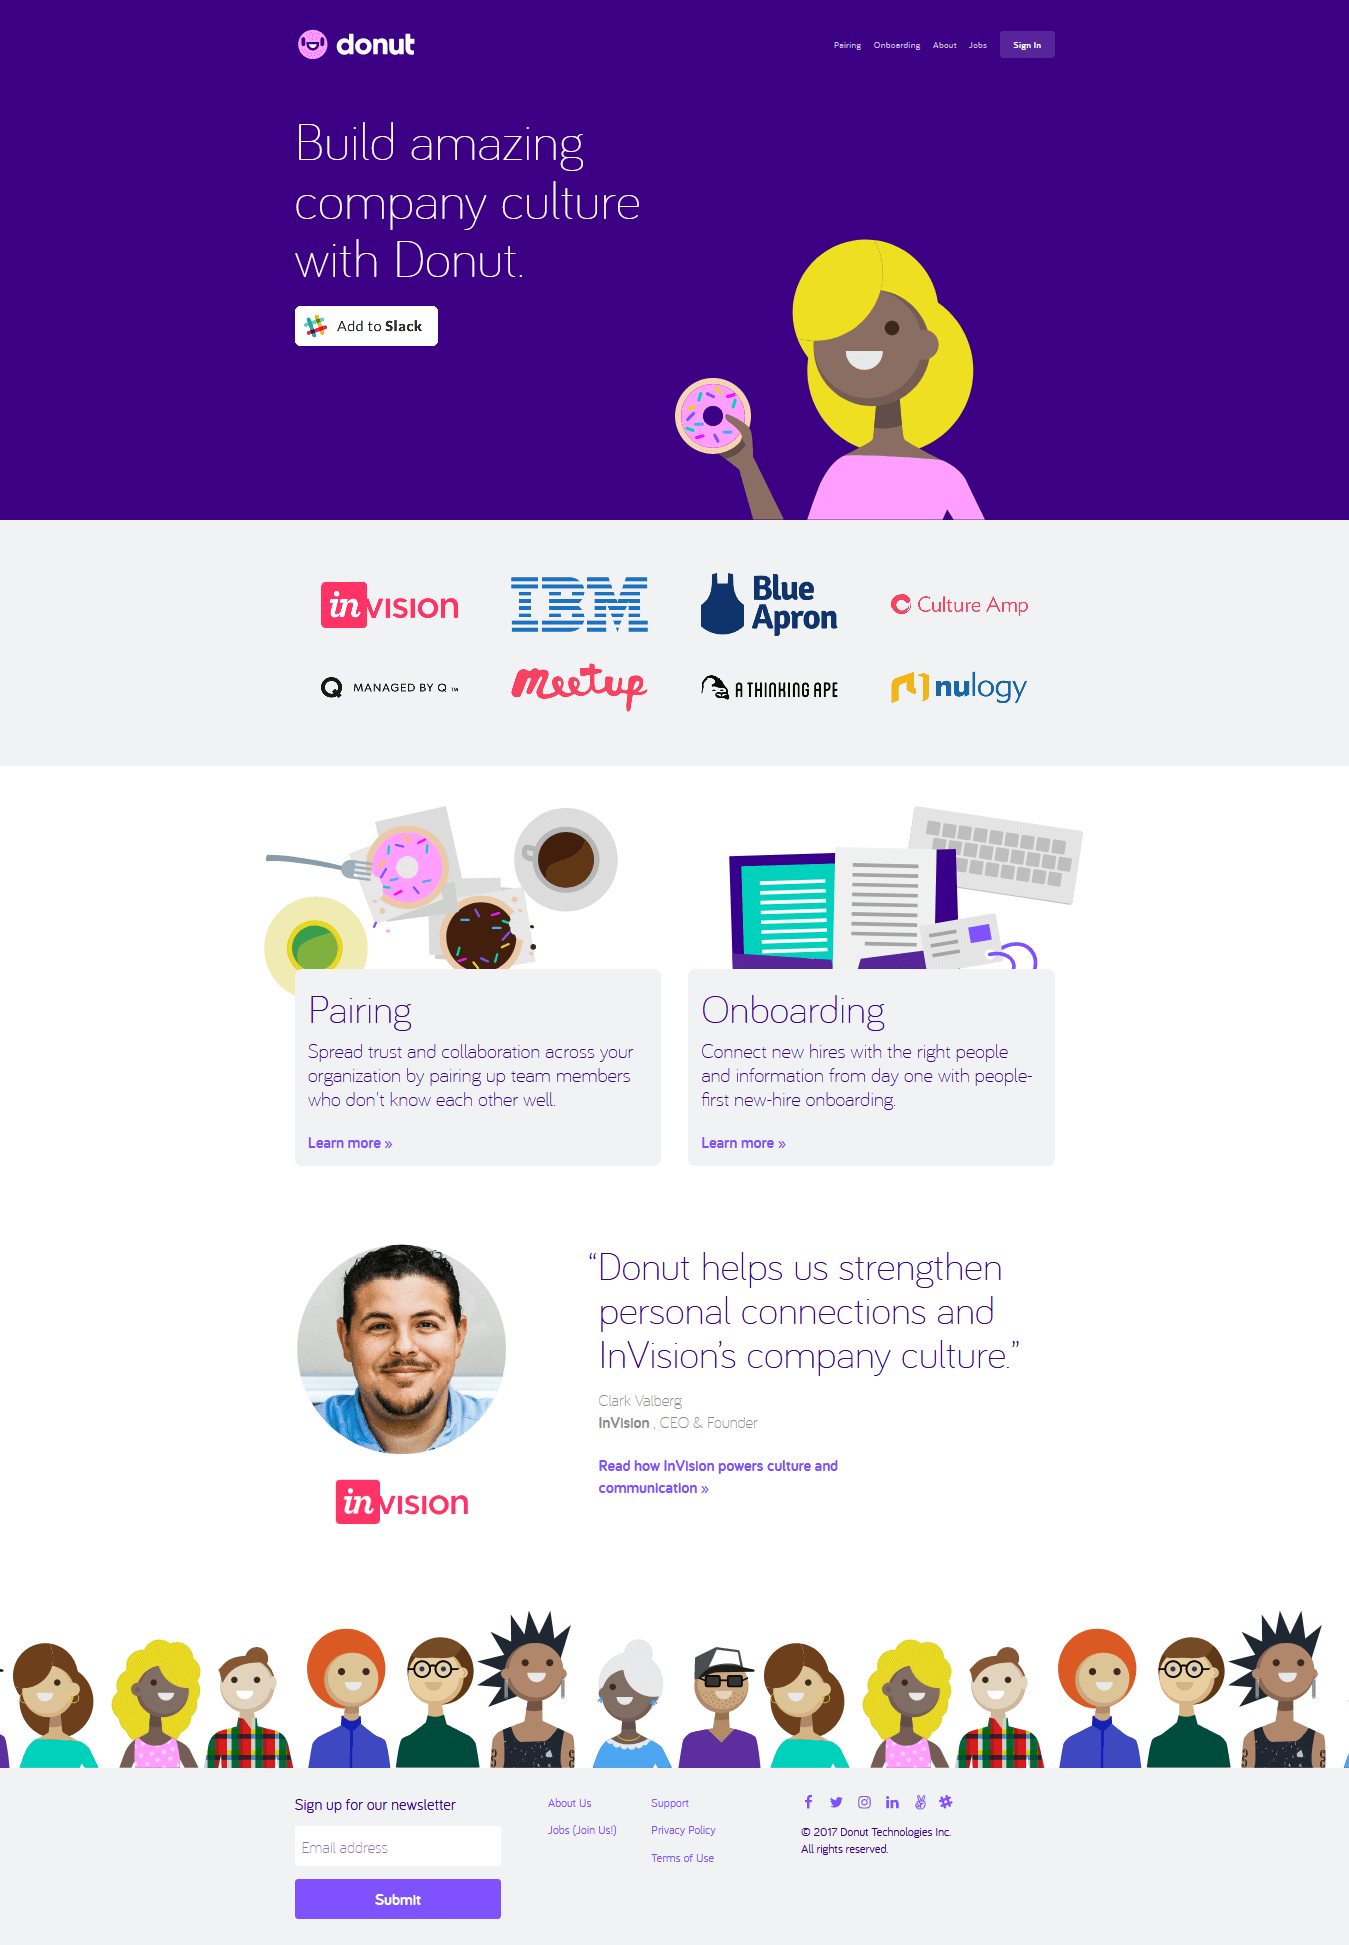 donut
Pairing Onboarding About Jobs Sign In
Build amazing
company culture
with Donut.
Add to Slack
invision
IBM
Blue
Apron
Culture Amp
Q MANAGED BY Q TM
Meetup
A THINKING APE
nulogy
Pairing
Spread trust and collaboration across your
organization by pairing up team members
who don't know each other well.
Learn more »
Onboarding
Connect new hires with the right people
and information from day one with people-
first new-hire onboarding.
Learn more »
“Donut helps us strengthen
personal connections and
InVision’s company culture.”
Clark Valberg
InVision , CEO & Founder
Read how InVision powers culture and
communication »
invision
Sign up for our newsletter
Email address
Submit
About Us
Jobs (Join Us!)
Support
Privacy Policy
Terms of Use
© 2017 Donut Technologies Inc.
All rights reserved.